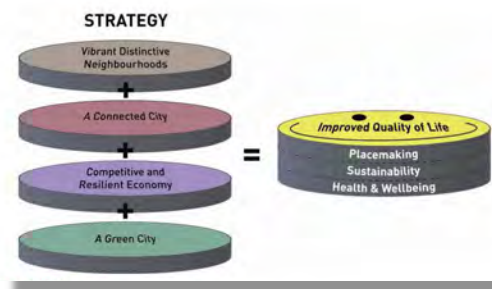 STRATEGY
Vibrant Distinctive
Neighbourhoods
+
A Connected City
+
Competitive and
Resilient Economy
+
A Green City
=
Improved Quality of Life
Placemaking
Sustainability
Health & Wellbeing